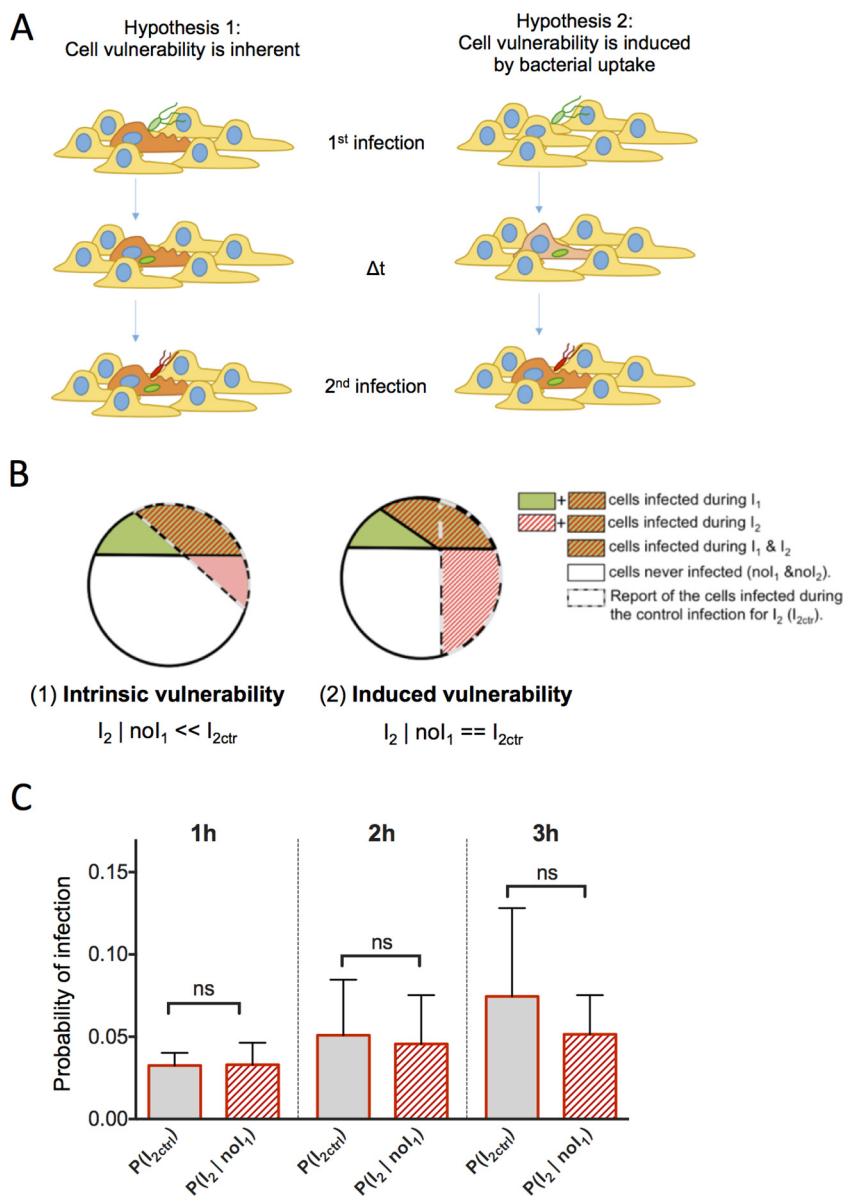 A
Hypothesis 1:
Cell vulnerability is inherent
Hypothesis 2:
Cell vulnerability is induced
by bacterial uptake
1st infection
Δt
2nd infection
B
+ cells infected during I1
+ cells infected during I2
cells infected during I1 & I2
cells never infected (noI1 &noI2).
Report of the cells infected during
the control infection for I2 (I2ctr).
(1) Intrinsic vulnerability
I2 | noI1 << I2ctr
(2) Induced vulnerability
I2 | noI1 == I2ctr
C
1h
2h
3h
Probability of infection
0.15
0.10
0.05
0.00
ns
ns
ns
P(I2ctrl)
P(I2 | noI1)
P(I2ctrl)
P(I2 | noI1)
P(I2ctrl)
P(I2 | noI1)